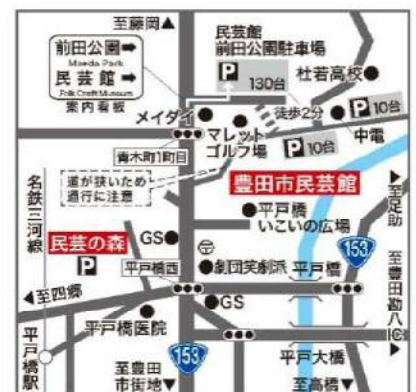 至藤岡▲
民芸館
前田公園駐車場
前田公園➡
Maeda Park
民芸館➡
Folk Craft Museum
案内看板
P
130台
杜若高校
P 10台
メイダイ
徒歩2分
中電
マレット
ゴルフ場
P 10台
青木町1町目
道が狭いため
通行に注意
豊田市民芸館
▶至足助
名鉄三河線
平戸橋
いこいの広場
民芸の森
P
GS
153
平戸橋西
劇団笑劇派
平戸橋
▶至豊田勘八IC
◀至四郷
GS
平戸橋医院
平戸橋駅
153
平戸大橋
至豊田
市街地▼
至高橋▼